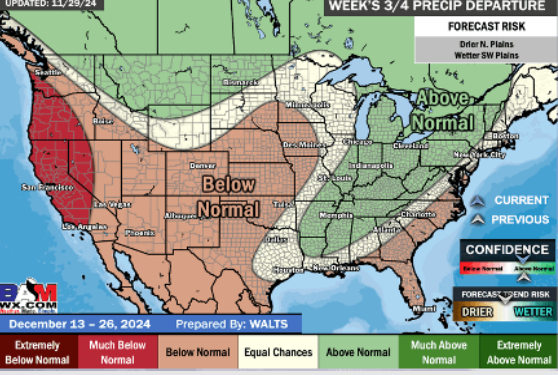 UPDATED: 11/29/24
WEEK'S 3/4 PRECIP DEPARTURE
FORECAST RISK
Drier N. Plains
Wetter SW Plains
Seattle
Bismarck
Minneapolis
Boise
Above
Normal
Boston
Des Moines
Chicago
Cleveland
New York City
Denver
Indianapolis
San Francisco
Below
Normal
St. Louis
Las Vegas
Tulsa
CURRENT
Albuquerque
Memphis
Charlotte
PREVIOUS
Los Angeles
Phoenix
Dallas
Atlanta
CONFIDENCE
Below Normal
Above Normal
Houston
New Orleans
BAM
WX.COM
FORECAST TREND RISK
DRIER
WETTER
Miami
December 13 – 26, 2024
Prepared By: WALTS
Extremely
Below Normal
Much Below
Normal
Below Normal
Equal Chances
Above Normal
Much Above
Normal
Extremely
Above Normal